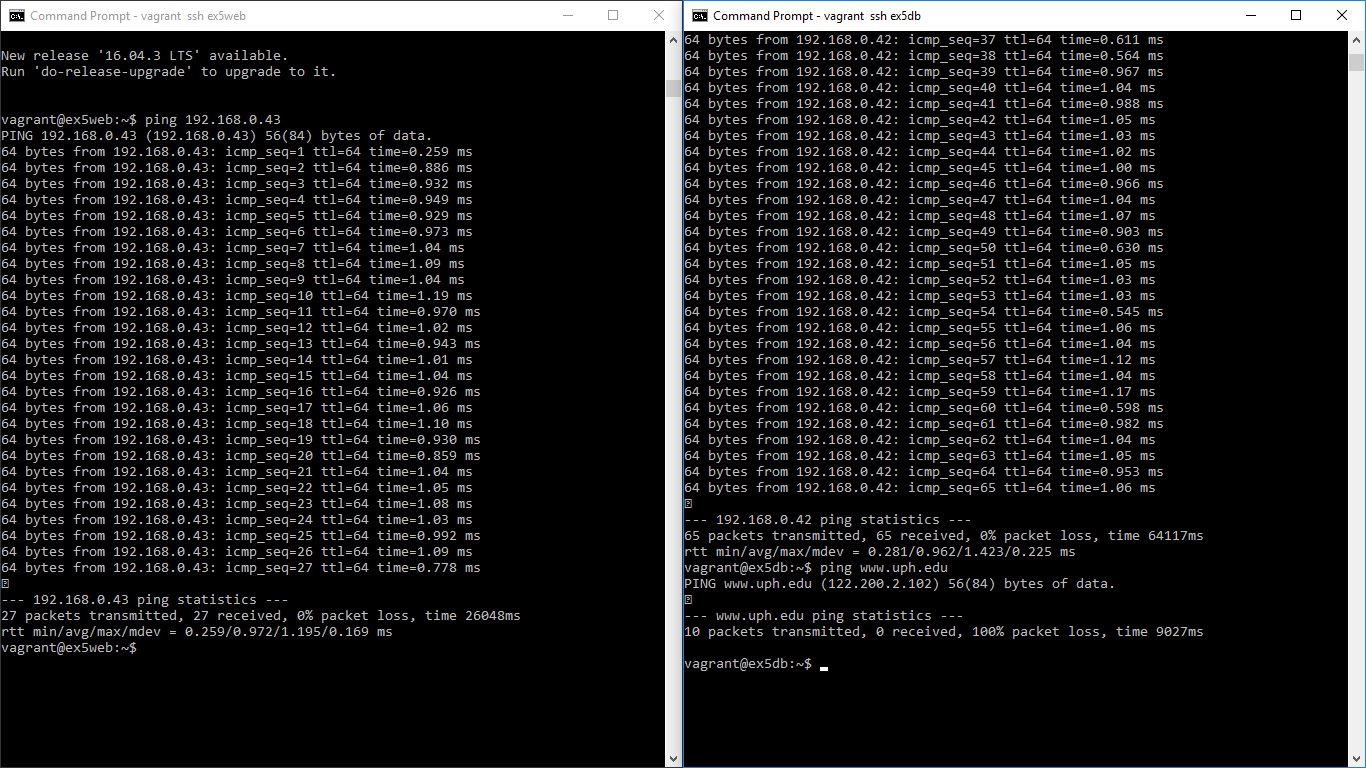 Command Prompt - vagrant  ssh ex5web
New release '16.04.3 LTS' available.
Run 'do-release-upgrade' to upgrade to it.
vagrant@ex5web:~$ ping 192.168.0.43
PING 192.168.0.43 (192.168.0.43) 56(84) bytes of data.
64 bytes from 192.168.0.43: icmp_seq=1 ttl=64 time=0.259 ms
64 bytes from 192.168.0.43: icmp_seq=2 ttl=64 time=0.886 ms
64 bytes from 192.168.0.43: icmp_seq=3 ttl=64 time=0.932 ms
64 bytes from 192.168.0.43: icmp_seq=4 ttl=64 time=0.949 ms
64 bytes from 192.168.0.43: icmp_seq=5 ttl=64 time=0.929 ms
64 bytes from 192.168.0.43: icmp_seq=6 ttl=64 time=0.973 ms
64 bytes from 192.168.0.43: icmp_seq=7 ttl=64 time=1.04 ms
64 bytes from 192.168.0.43: icmp_seq=8 ttl=64 time=1.09 ms
64 bytes from 192.168.0.43: icmp_seq=9 ttl=64 time=1.04 ms
64 bytes from 192.168.0.43: icmp_seq=10 ttl=64 time=1.19 ms
64 bytes from 192.168.0.43: icmp_seq=11 ttl=64 time=0.970 ms
64 bytes from 192.168.0.43: icmp_seq=12 ttl=64 time=1.02 ms
64 bytes from 192.168.0.43: icmp_seq=13 ttl=64 time=0.943 ms
64 bytes from 192.168.0.43: icmp_seq=14 ttl=64 time=1.01 ms
64 bytes from 192.168.0.43: icmp_seq=15 ttl=64 time=1.04 ms
64 bytes from 192.168.0.43: icmp_seq=16 ttl=64 time=0.926 ms
64 bytes from 192.168.0.43: icmp_seq=17 ttl=64 time=1.06 ms
64 bytes from 192.168.0.43: icmp_seq=18 ttl=64 time=1.10 ms
64 bytes from 192.168.0.43: icmp_seq=19 ttl=64 time=0.930 ms
64 bytes from 192.168.0.43: icmp_seq=20 ttl=64 time=0.859 ms
64 bytes from 192.168.0.43: icmp_seq=21 ttl=64 time=1.04 ms
64 bytes from 192.168.0.43: icmp_seq=22 ttl=64 time=1.05 ms
64 bytes from 192.168.0.43: icmp_seq=23 ttl=64 time=1.08 ms
64 bytes from 192.168.0.43: icmp_seq=24 ttl=64 time=1.03 ms
64 bytes from 192.168.0.43: icmp_seq=25 ttl=64 time=0.992 ms
64 bytes from 192.168.0.43: icmp_seq=26 ttl=64 time=1.09 ms
64 bytes from 192.168.0.43: icmp_seq=27 ttl=64 time=0.778 ms
--- 192.168.0.43 ping statistics ---
27 packets transmitted, 27 received, 0% packet loss, time 26048ms
rtt min/avg/max/mdev = 0.259/0.972/1.195/0.169 ms
vagrant@ex5web:~$
Command Prompt - vagrant  ssh ex5db
64 bytes from 192.168.0.42: icmp_seq=37 ttl=64 time=0.611 ms
64 bytes from 192.168.0.42: icmp_seq=38 ttl=64 time=0.564 ms
64 bytes from 192.168.0.42: icmp_seq=39 ttl=64 time=0.967 ms
64 bytes from 192.168.0.42: icmp_seq=40 ttl=64 time=1.04 ms
64 bytes from 192.168.0.42: icmp_seq=41 ttl=64 time=0.988 ms
64 bytes from 192.168.0.42: icmp_seq=42 ttl=64 time=1.05 ms
64 bytes from 192.168.0.42: icmp_seq=43 ttl=64 time=1.03 ms
64 bytes from 192.168.0.42: icmp_seq=44 ttl=64 time=1.02 ms
64 bytes from 192.168.0.42: icmp_seq=45 ttl=64 time=1.00 ms
64 bytes from 192.168.0.42: icmp_seq=46 ttl=64 time=0.966 ms
64 bytes from 192.168.0.42: icmp_seq=47 ttl=64 time=1.04 ms
64 bytes from 192.168.0.42: icmp_seq=48 ttl=64 time=1.07 ms
64 bytes from 192.168.0.42: icmp_seq=49 ttl=64 time=0.903 ms
64 bytes from 192.168.0.42: icmp_seq=50 ttl=64 time=0.630 ms
64 bytes from 192.168.0.42: icmp_seq=51 ttl=64 time=1.05 ms
64 bytes from 192.168.0.42: icmp_seq=52 ttl=64 time=1.03 ms
64 bytes from 192.168.0.42: icmp_seq=53 ttl=64 time=1.03 ms
64 bytes from 192.168.0.42: icmp_seq=54 ttl=64 time=0.545 ms
64 bytes from 192.168.0.42: icmp_seq=55 ttl=64 time=1.06 ms
64 bytes from 192.168.0.42: icmp_seq=56 ttl=64 time=1.04 ms
64 bytes from 192.168.0.42: icmp_seq=57 ttl=64 time=1.12 ms
64 bytes from 192.168.0.42: icmp_seq=58 ttl=64 time=1.04 ms
64 bytes from 192.168.0.42: icmp_seq=59 ttl=64 time=1.17 ms
64 bytes from 192.168.0.42: icmp_seq=60 ttl=64 time=0.598 ms
64 bytes from 192.168.0.42: icmp_seq=61 ttl=64 time=0.982 ms
64 bytes from 192.168.0.42: icmp_seq=62 ttl=64 time=1.04 ms
64 bytes from 192.168.0.42: icmp_seq=63 ttl=64 time=1.05 ms
64 bytes from 192.168.0.42: icmp_seq=64 ttl=64 time=0.953 ms
64 bytes from 192.168.0.42: icmp_seq=65 ttl=64 time=1.06 ms
--- 192.168.0.42 ping statistics ---
65 packets transmitted, 65 received, 0% packet loss, time 64117ms
rtt min/avg/max/mdev = 0.281/0.962/1.423/0.225 ms
vagrant@ex5db:~$ ping www.uph.edu
PING www.uph.edu (122.200.2.102) 56(84) bytes of data.
--- www.uph.edu ping statistics ---
10 packets transmitted, 0 received, 100% packet loss, time 9027ms
vagrant@ex5db:~$